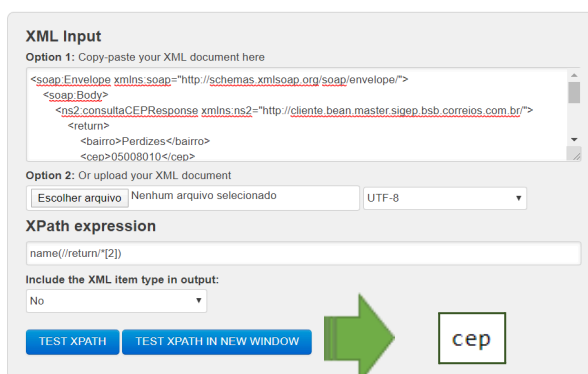 XML Input
Option 1: Copy-paste your XML document here
<soap:Envelope xmlns:soap="http://schemas.xmlsoap.org/soap/envelope/">
<soap:Body>
<ns2:consultaCEPResponse xmlns:ns2="http://cliente.bean.master.sigep.bsb.correios.com.br/">
<return>
<bairro>Perdizes</bairro>
<cep>05008010</cep>
Option 2: Or upload your XML document
Escolher arquivo Nenhum arquivo selecionado UTF-8
XPath expression
name(//return/*[2])
Include the XML item type in output:
No
TEST XPATH TEST XPATH IN NEW WINDOW
cep